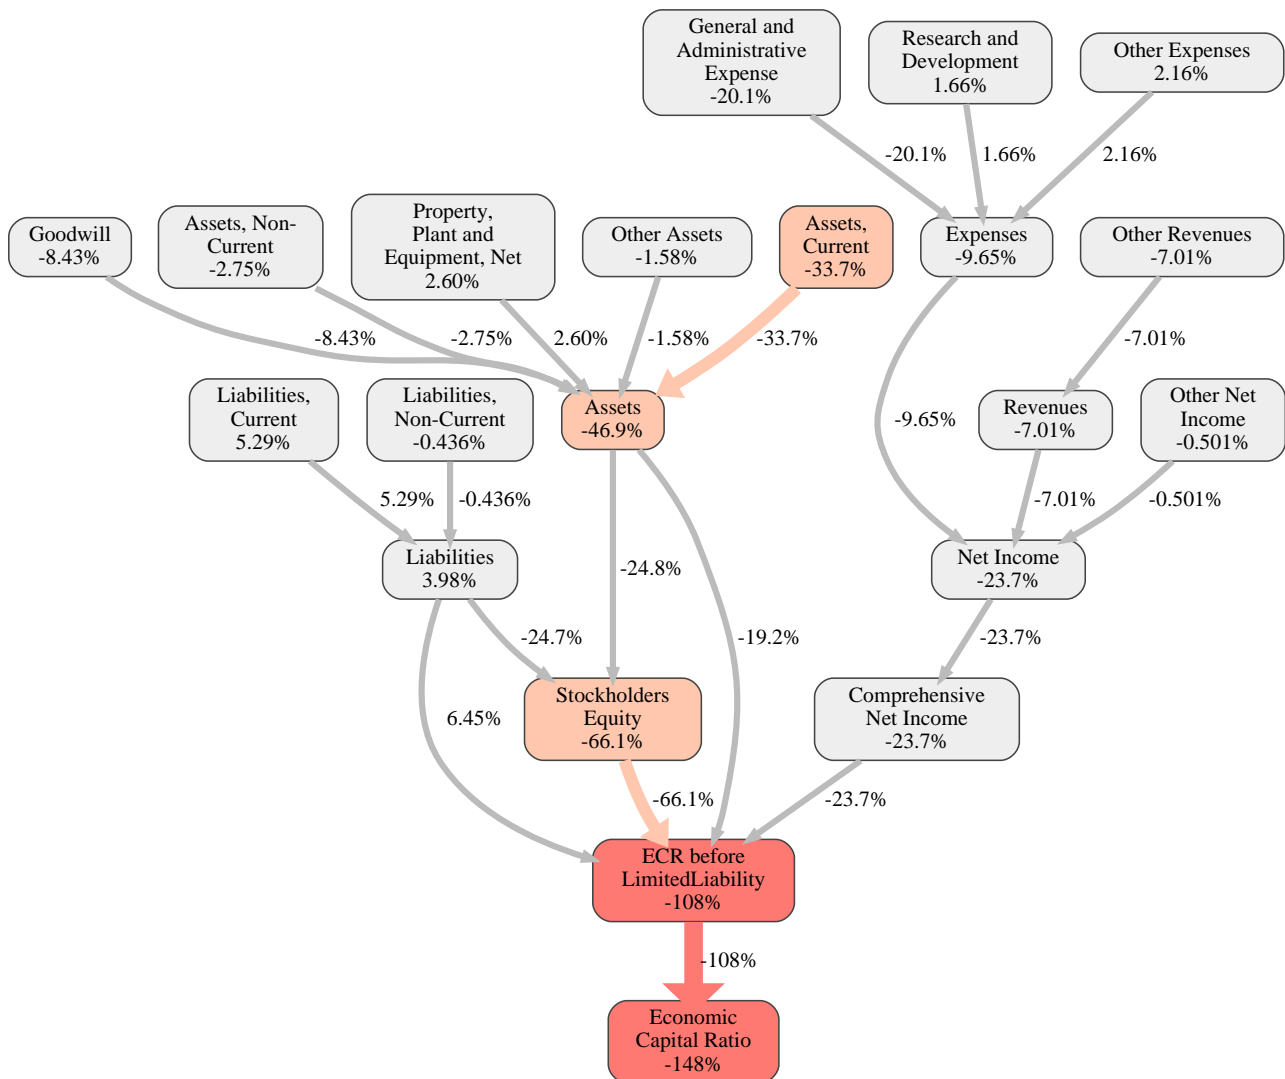 General and
Administrative
Expense
-20.1%
Research and
Development
1.66%
Other Expenses
2.16%
-20.1%
1.66%
2.16%
Goodwill
-8.43%
Assets, Non-
Current
-2.75%
Property,
Plant and
Equipment, Net
2.60%
Other Assets
-1.58%
Assets,
Current
-33.7%
Expenses
-9.65%
Other Revenues
-7.01%
-8.43%
-2.75%
2.60%
-1.58%
-33.7%
-7.01%
Liabilities,
Current
5.29%
Liabilities,
Non-Current
-0.436%
Assets
-46.9%
-9.65%
Revenues
-7.01%
Other Net
Income
-0.501%
5.29%
-0.436%
-7.01%
-0.501%
Liabilities
3.98%
-24.8%
Net Income
-23.7%
-24.7%
-19.2%
-23.7%
6.45%
Stockholders
Equity
-66.1%
Comprehensive
Net Income
-23.7%
-66.1%
-23.7%
ECR before
LimitedLiability
-108%
-108%
Economic
Capital Ratio
-148%